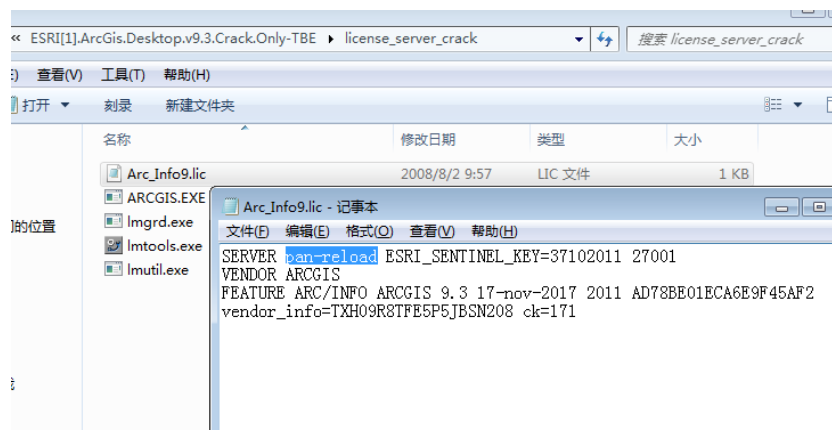 « ESRI[1].ArcGis.Desktop.v9.3.Crack.Only-TBE ▸ license_server_crack
搜索 license_server_crack
查看(V) 工具(T) 帮助(H)
打开 刻录 新建文件夹
名称 修改日期 类型 大小
Arc_Info9.lic 2008/8/2 9:57 LIC 文件 1 KB
ARCGIS.EXE
lmgrd.exe
lmtools.exe
lmutil.exe
的位置
Arc_Info9.lic - 记事本
文件(F) 编辑(E) 格式(O) 查看(V) 帮助(H)
SERVER pan-reload ESRI_SENTINEL_KEY=37102011 27001
VENDOR ARCGIS
FEATURE ARC/INFO ARCGIS 9.3 17-nov-2017 2011 AD78BE01ECA6E9F45AF2
vendor_info=TXH09R8TFE5P5JBSN208 ck=171